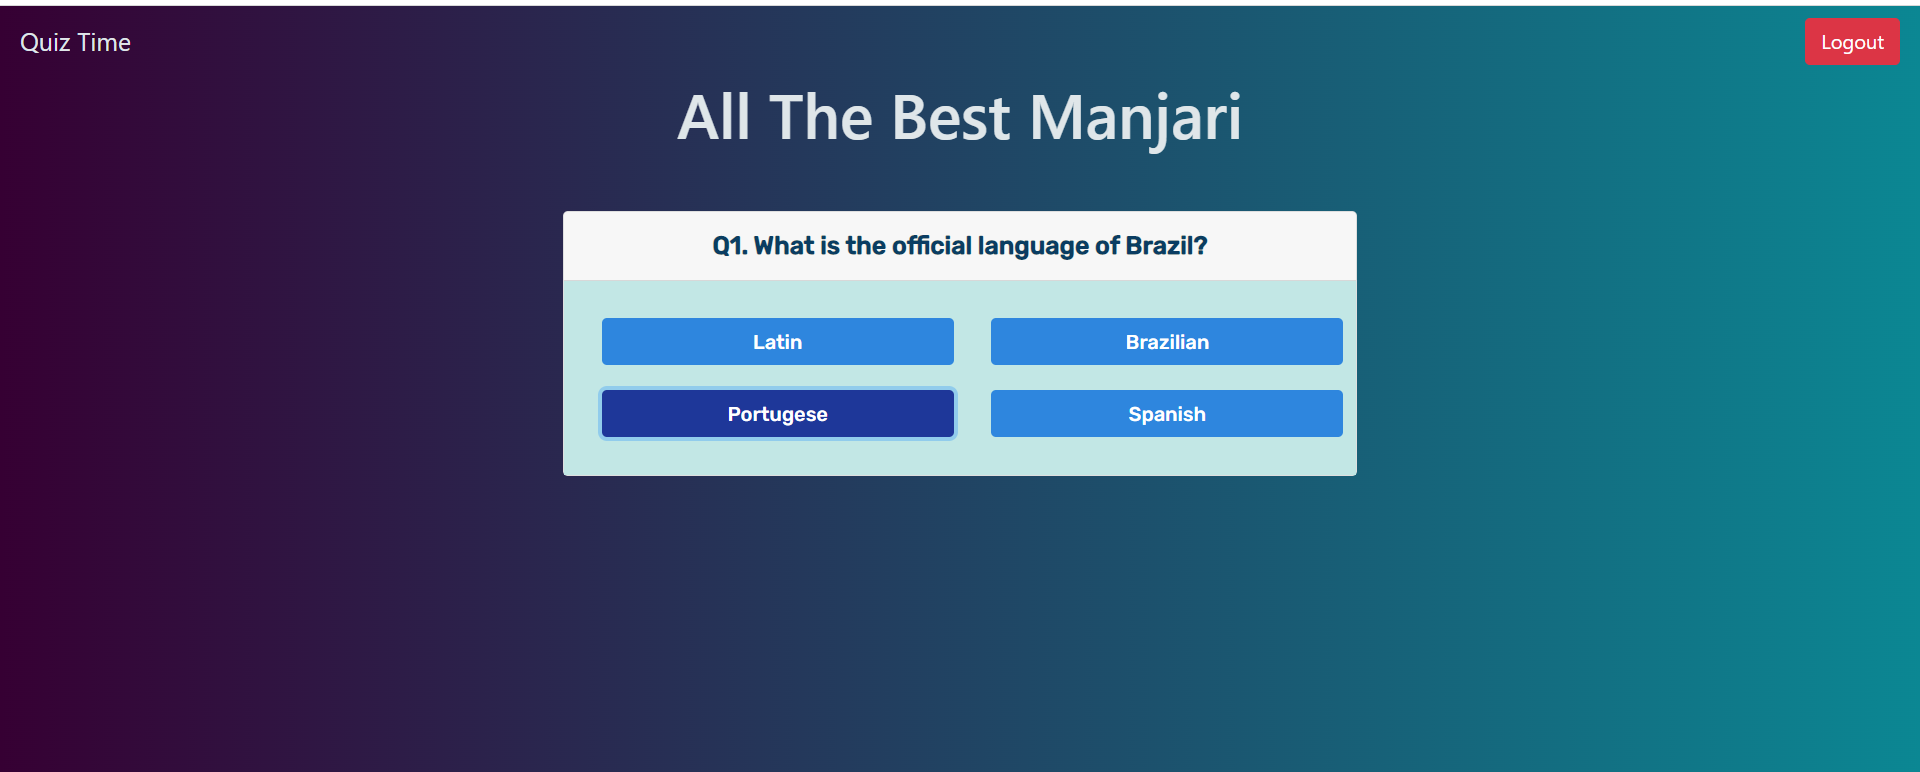 Quiz Time
Logout
All The Best Manjari
Q1. What is the official language of Brazil?
Latin
Brazilian
Portugese
Spanish